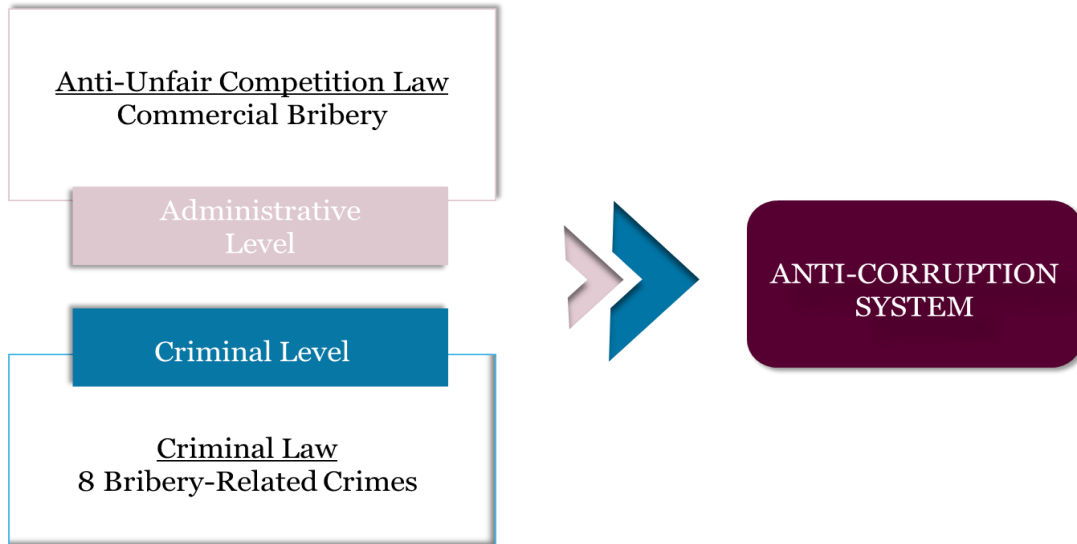 Anti-Unfair Competition Law
Commercial Bribery
Administrative
Level
Criminal Level
Criminal Law
8 Bribery-Related Crimes
ANTI-CORRUPTION
SYSTEM